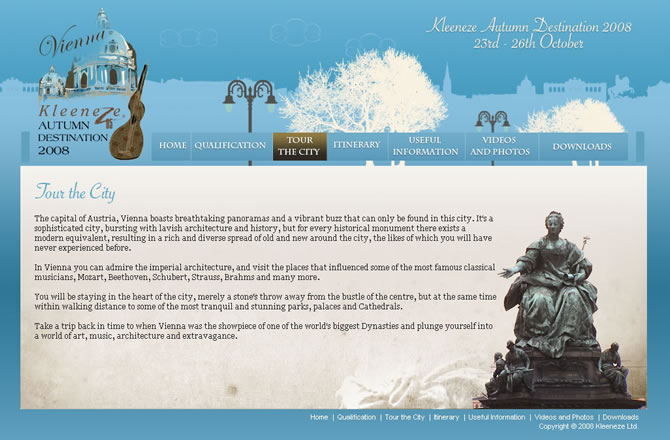 Kleeneze Autumn Destination 2008
23rd - 26th October
Vienna
Kleeneze
AUTUMN
DESTINATION
2008
HOME QUALIFICATION TOUR THE CITY ITINERARY USEFUL INFORMATION VIDEOS AND PHOTOS DOWNLOADS
Tour the City
The capital of Austria, Vienna boasts breathtaking panoramas and a vibrant buzz that can only be found in this city. It's a
sophisticated city, bursting with lavish architecture and history, but for every historical monument there exists a
modern equivalent, resulting in a rich and diverse spread of old and new around the city, the likes of which you will have
never experienced before.
In Vienna you can admire the imperial architecture, and visit the places that influenced some of the most famous classical
musicians, Mozart, Beethoven, Schubert, Strauss, Brahms and many more.
You will be staying in the heart of the city, merely a stone's throw away from the bustle of the centre, but at the same time
within walking distance to some of the most tranquil and stunning parks, palaces and Cathedrals.
Take a trip back in time to when Vienna was the showpiece of one of the world's biggest Dynasties and plunge yourself into
a world of art, music, architecture and extravagance.
Home | Qualification | Tour the City | Itinerary | Useful Information | Videos and Photos | Downloads
Copyright © 2008 Kleeneze Ltd.